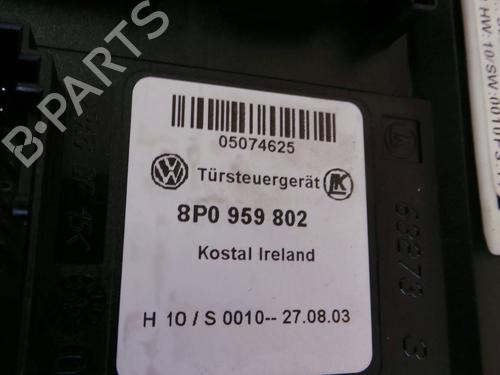 B-PARTS
05074625
Türsteuergerät
8P0 959 802
Kostal Ireland
H 10 / S 0010-- 27.08.03